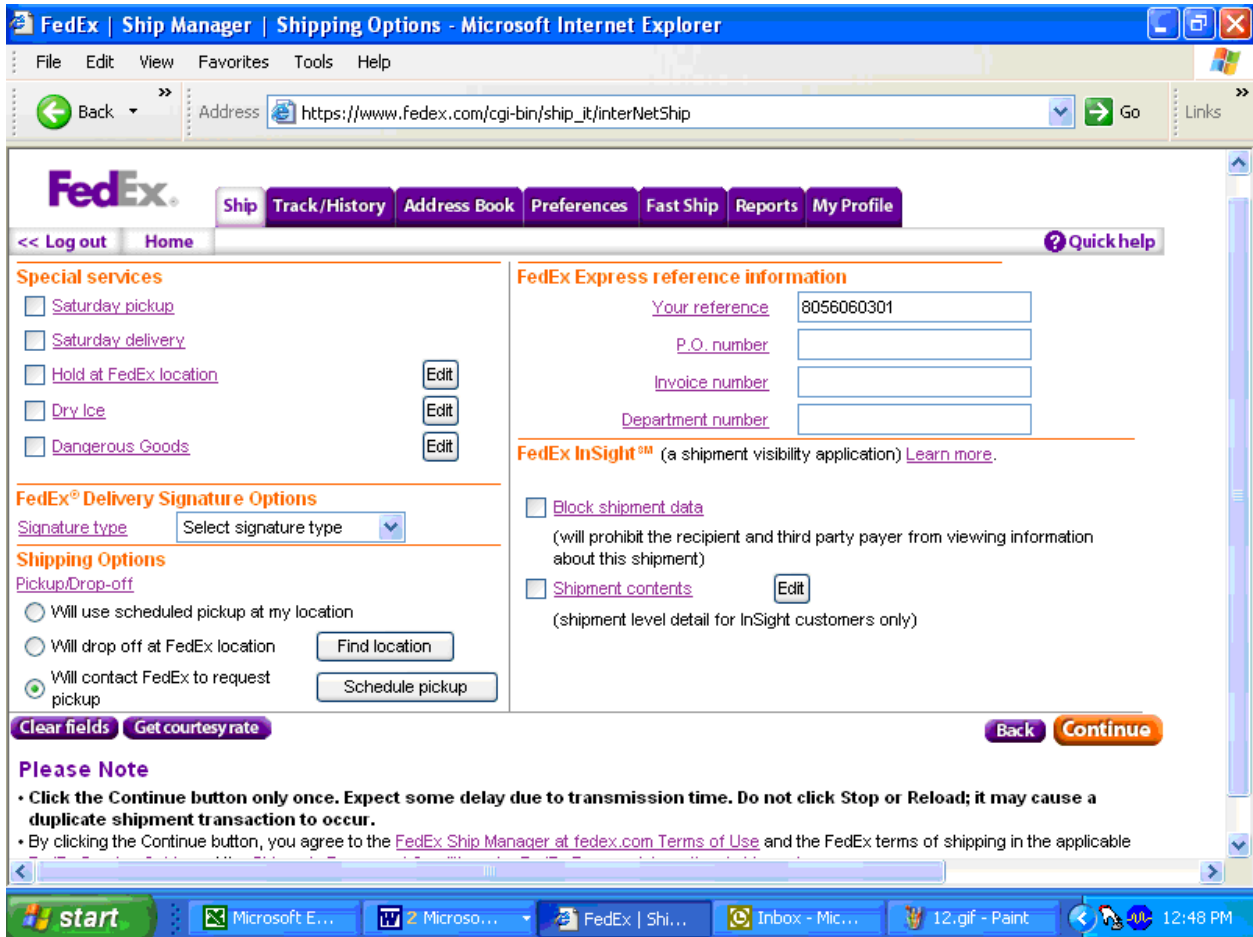 FedEx | Ship Manager | Shipping Options - Microsoft Internet Explorer
File Edit View Favorites Tools Help
Back Address https://www.fedex.com/cgi-bin/ship_it/interNetShip Go Links
FedEx®
Ship Track/History Address Book Preferences Fast Ship Reports My Profile
<< Log out Home Quick help
Special services
Saturday pickup
Saturday delivery
Hold at FedEx location Edit
Dry Ice Edit
Dangerous Goods Edit
FedEx® Delivery Signature Options
Signature type Select signature type
Shipping Options
Pickup/Drop-off
Will use scheduled pickup at my location
Will drop off at FedEx location Find location
Will contact FedEx to request
pickup Schedule pickup
FedEx Express reference information
Your reference 8056060301
P.O. number
Invoice number
Department number
FedEx InSight℠ (a shipment visibility application) Learn more.
Block shipment data
(will prohibit the recipient and third party payer from viewing information
about this shipment)
Shipment contents Edit
(shipment level detail for InSight customers only)
Clear fields Get courtesy rate Back Continue
Please Note
• Click the Continue button only once. Expect some delay due to transmission time. Do not click Stop or Reload; it may cause a
duplicate shipment transaction to occur.
• By clicking the Continue button, you agree to the FedEx Ship Manager at fedex.com Terms of Use and the FedEx terms of shipping in the applicable
start Microsoft E... 2 Microso... FedEx | Shi... Inbox - Mic... 12.gif - Paint 12:48 PM